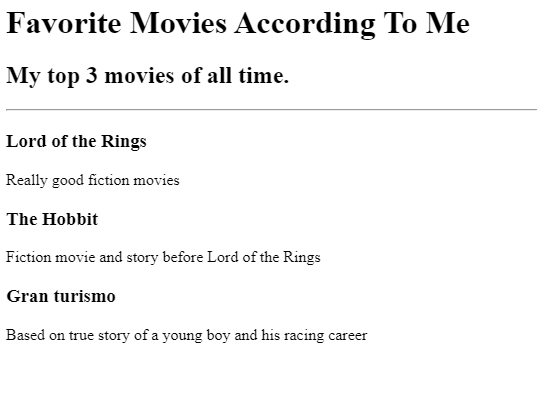 Favorite Movies According To Me
My top 3 movies of all time.
Lord of the Rings
Really good fiction movies
The Hobbit
Fiction movie and story before Lord of the Rings
Gran turismo
Based on true story of a young boy and his racing career